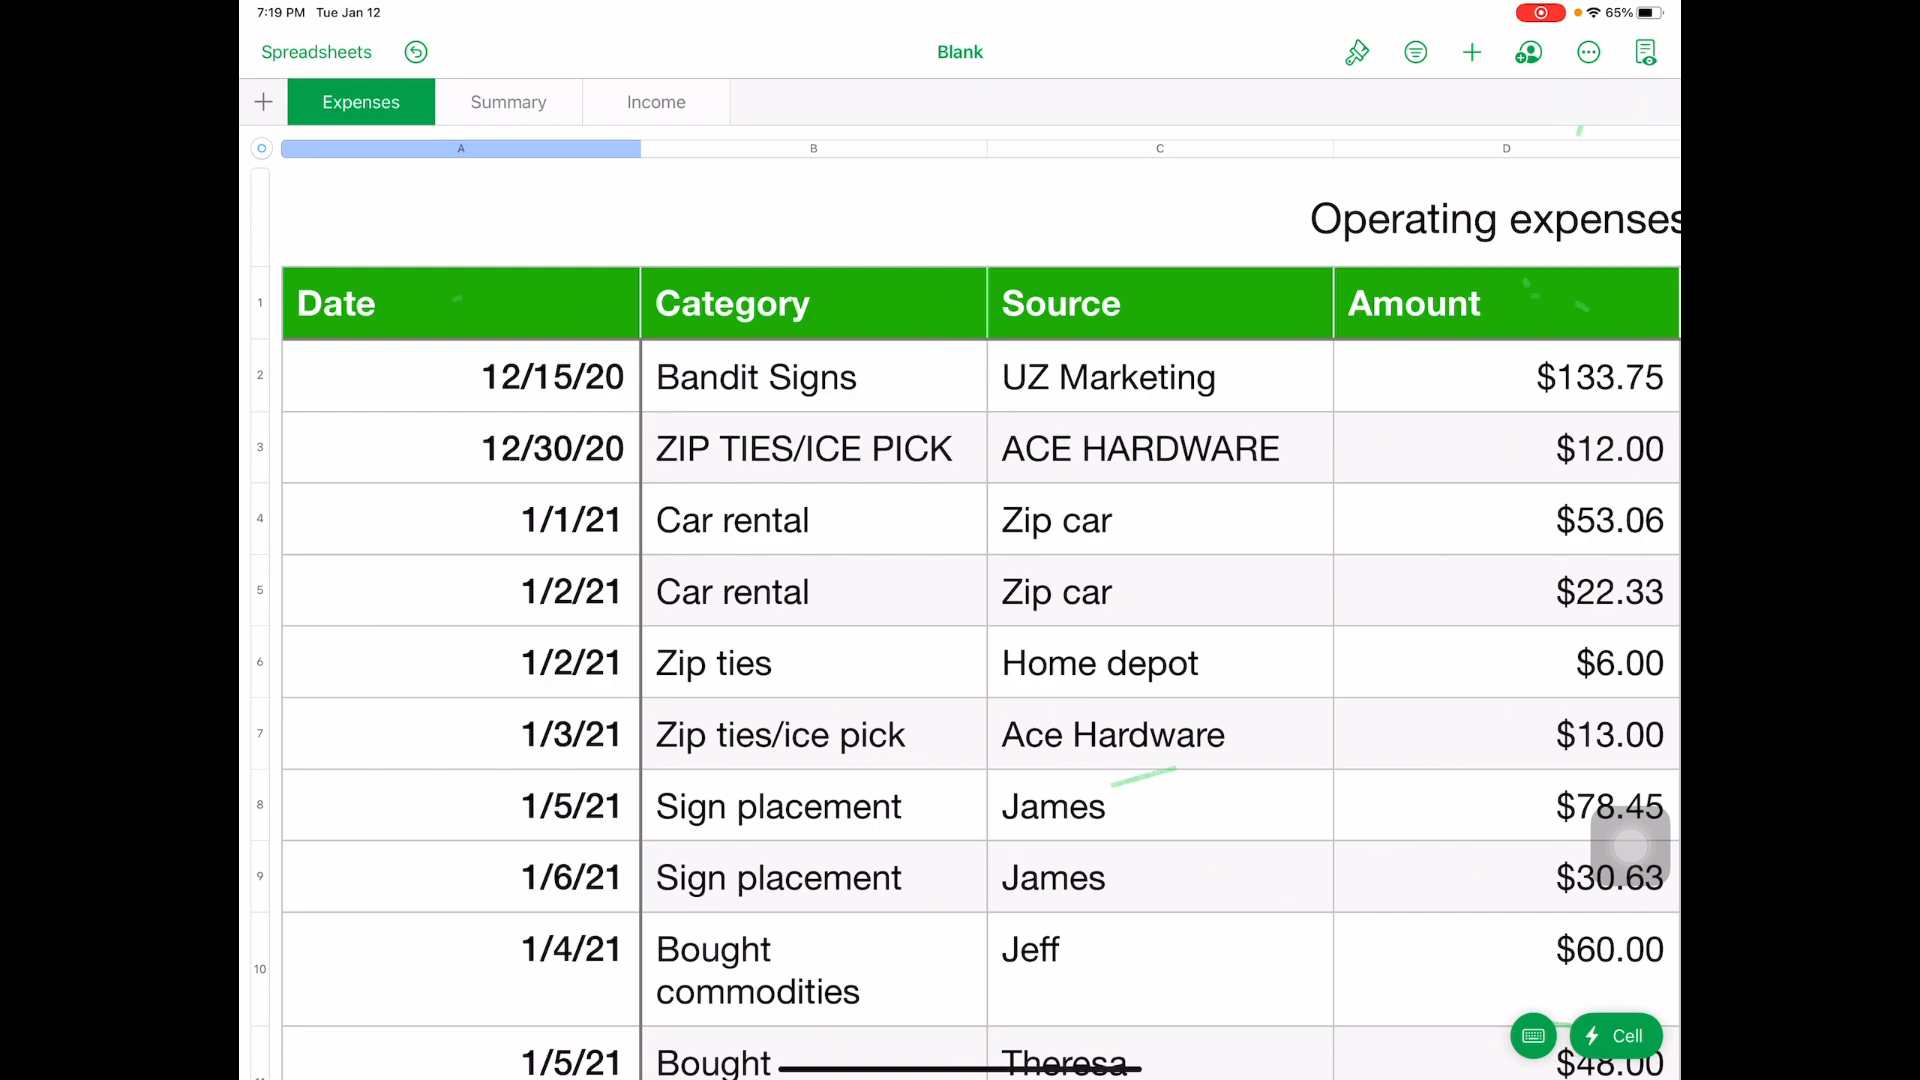 7:19 PM Tue Jan 12
65%
Spreadsheets
Blank
Expenses Summary Income
A B C D
Operating expenses
1 Date Category Source Amount
2 12/15/20 Bandit Signs UZ Marketing $133.75
3 12/30/20 ZIP TIES/ICE PICK ACE HARDWARE $12.00
4 1/1/21 Car rental Zip car $53.06
5 1/2/21 Car rental Zip car $22.33
6 1/2/21 Zip ties Home depot $6.00
7 1/3/21 Zip ties/ice pick Ace Hardware $13.00
8 1/5/21 Sign placement James $78.45
9 1/6/21 Sign placement James $30.63
10 1/4/21 Bought Jeff $60.00
commodities
Cell
1/5/21 Bought Theresa $48.00